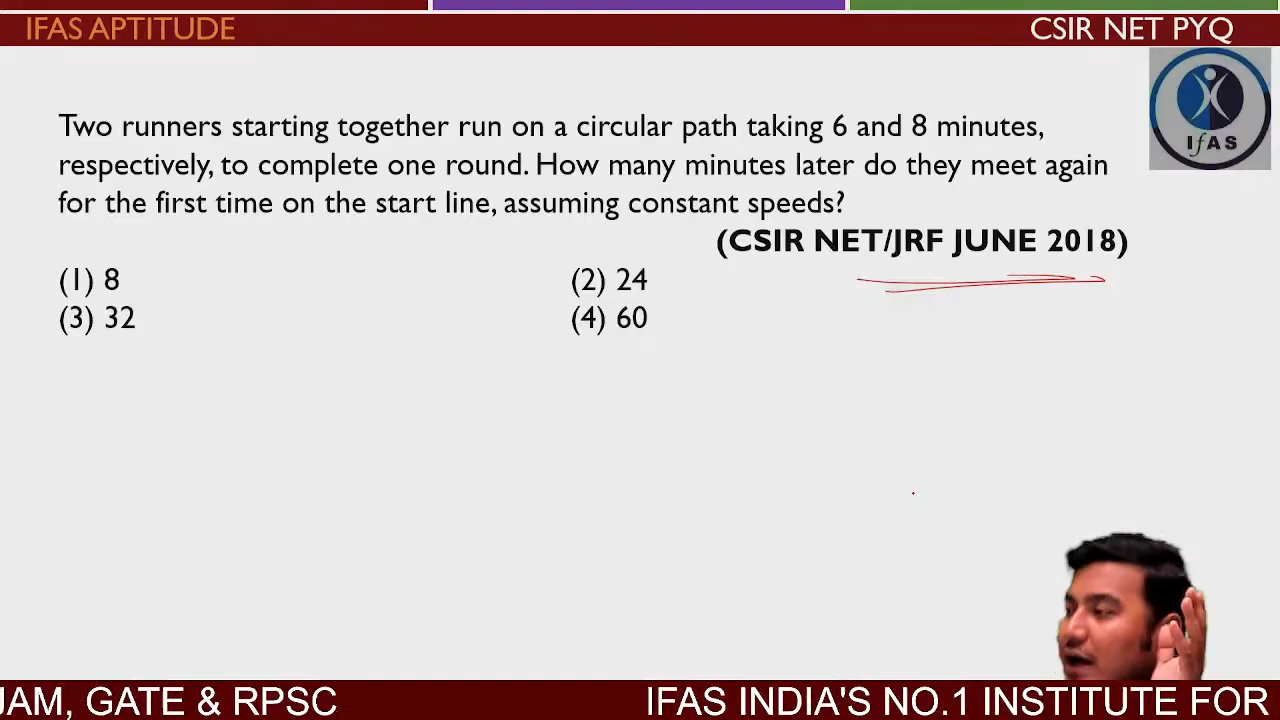 IFAS APTITUDE
CSIR NET PYQ
IfAS
Two runners starting together run on a circular path taking 6 and 8 minutes,
respectively, to complete one round. How many minutes later do they meet again
for the first time on the start line, assuming constant speeds?
(CSIR NET/JRF JUNE 2018)
(1) 8
(2) 24
(3) 32
(4) 60
JAM, GATE & RPSC
IFAS INDIA'S NO.1 INSTITUTE FOR